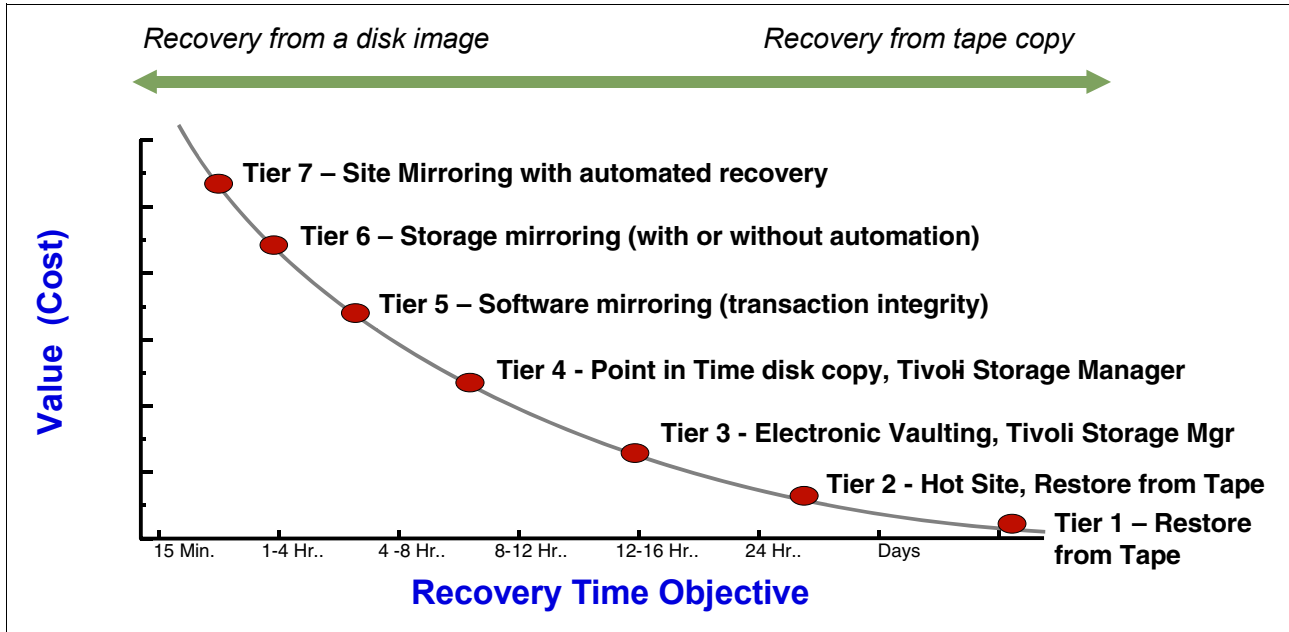 Recovery from a disk image
Recovery from tape copy
Tier 7 – Site Mirroring with automated recovery
Tier 6 – Storage mirroring (with or without automation)
Tier 5 – Software mirroring (transaction integrity)
Tier 4 - Point in Time disk copy, Tivoli Storage Manager
Tier 3 - Electronic Vaulting, Tivoli Storage Mgr
Tier 2 - Hot Site, Restore from Tape
Tier 1 – Restore
from Tape
Value (Cost)
15 Min.
1-4 Hr..
4 -8 Hr..
8-12 Hr..
12-16 Hr..
24 Hr..
Days
Recovery Time Objective